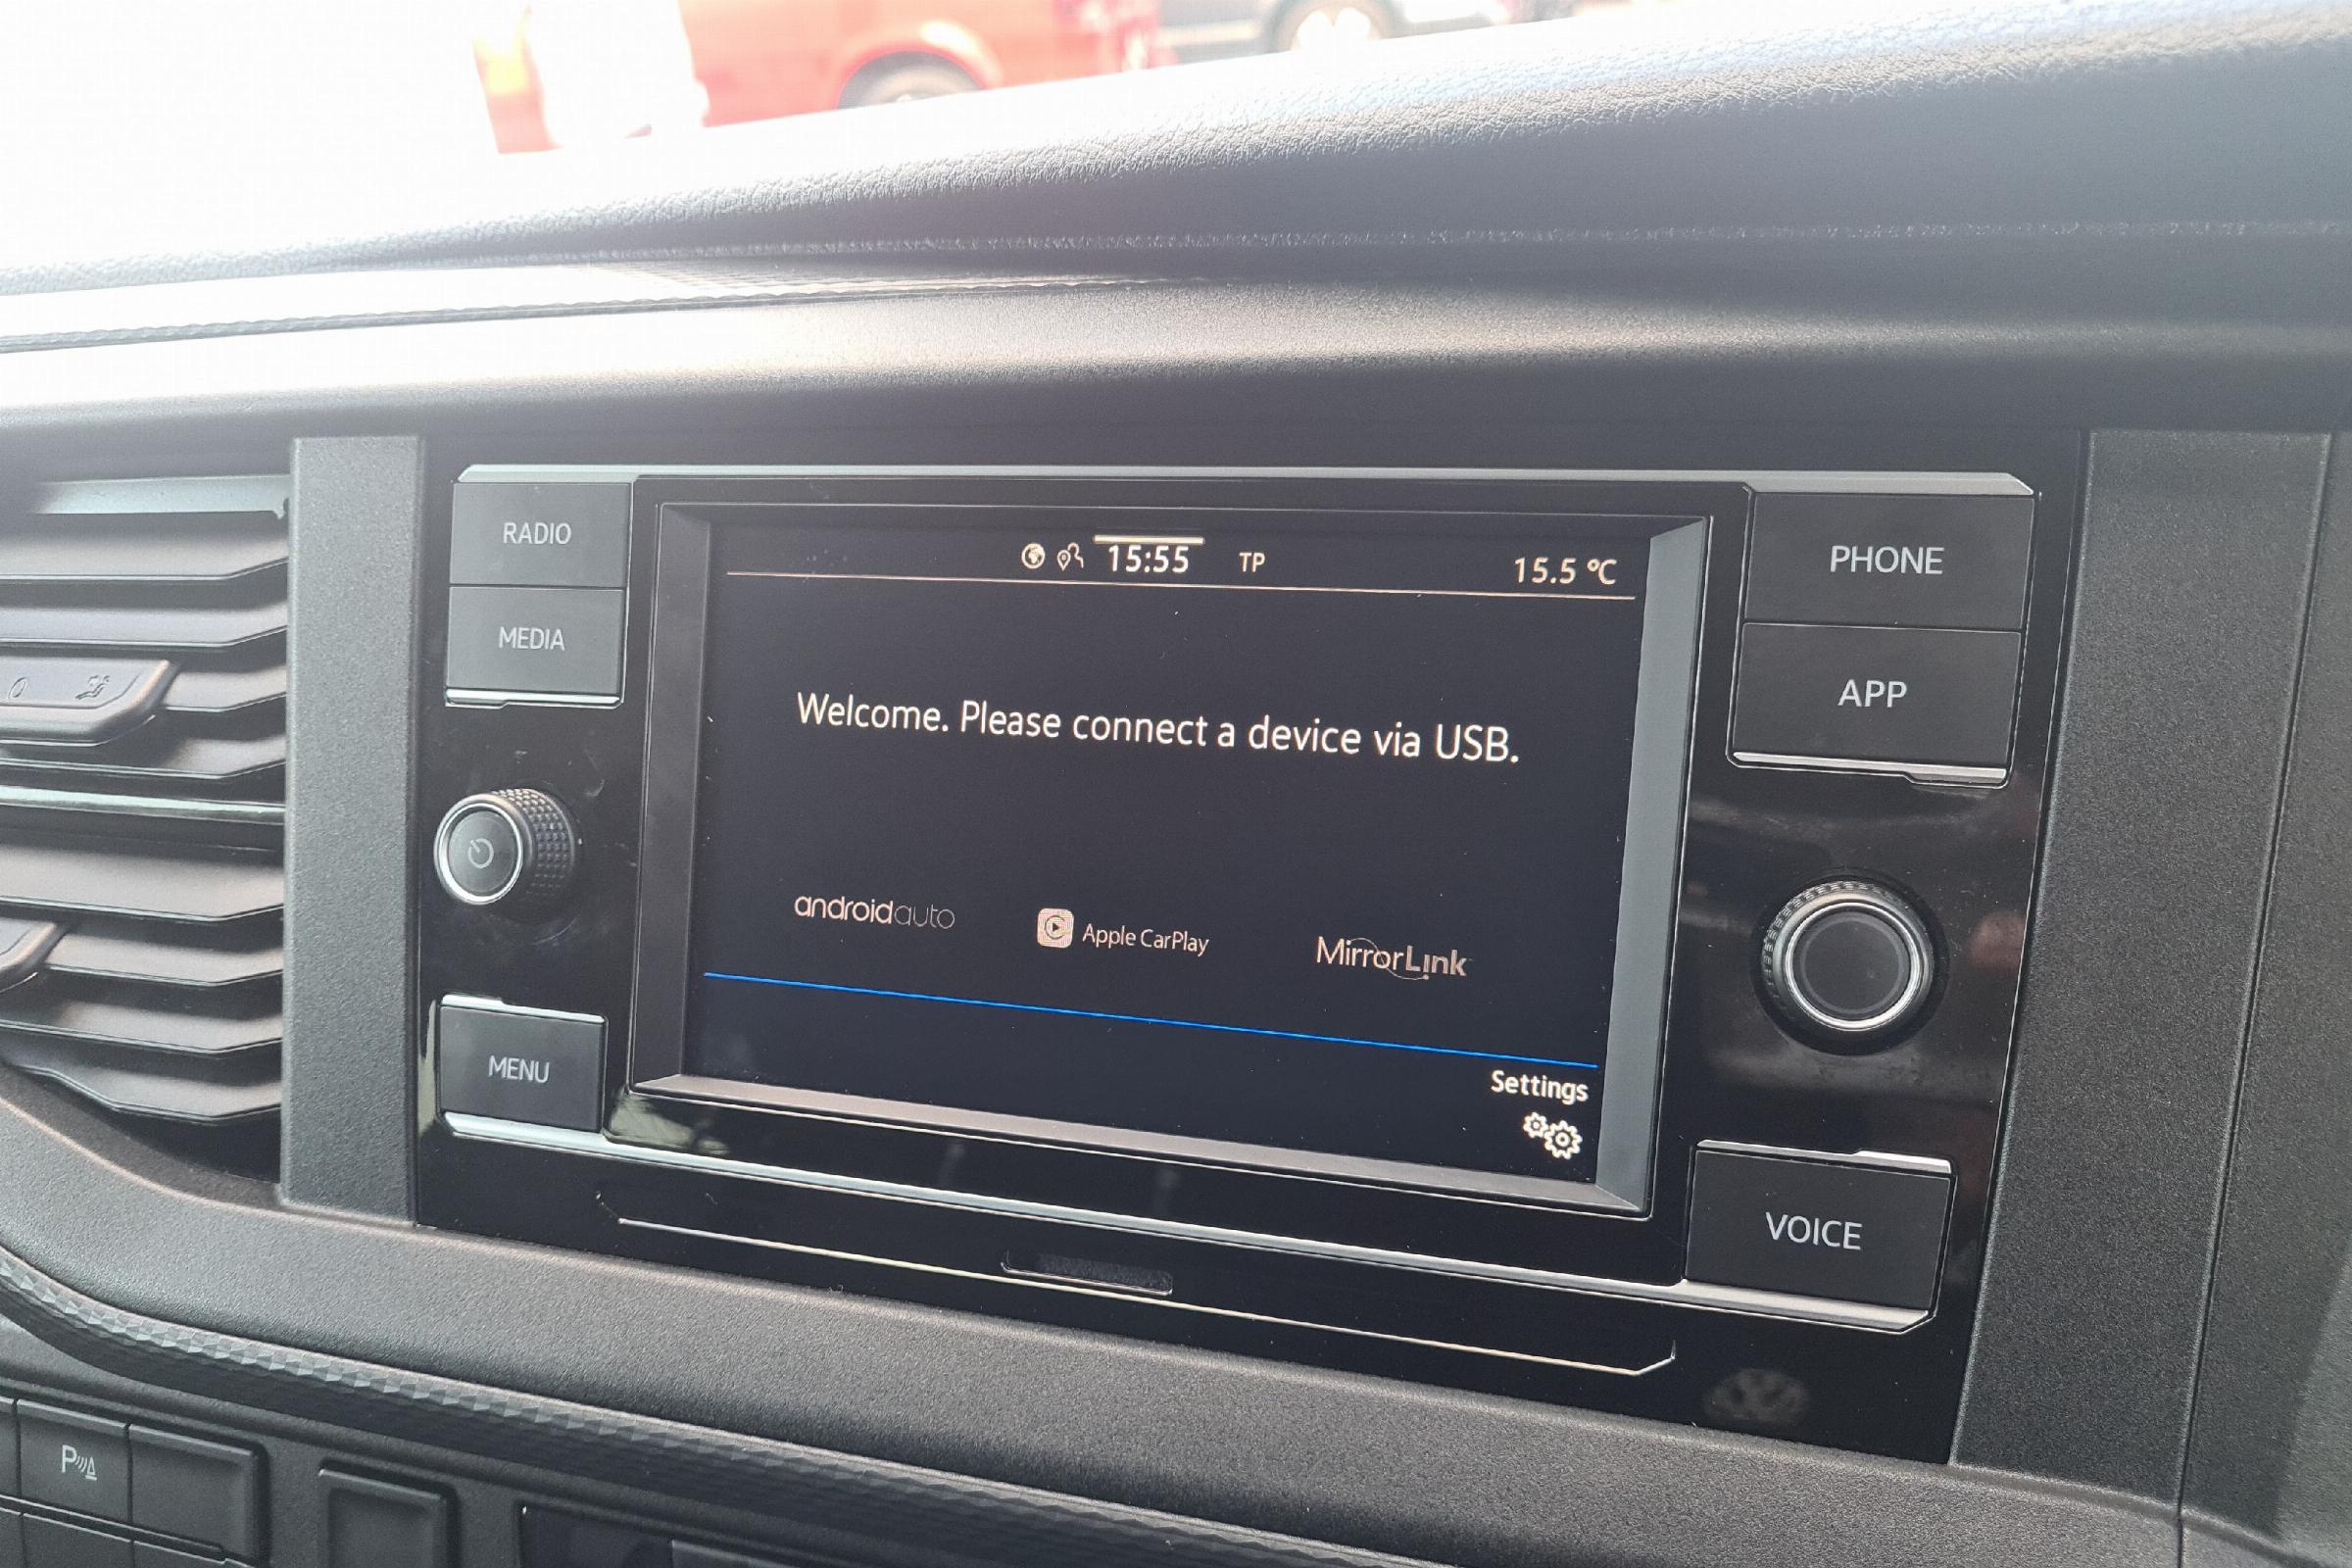 RADIO
MEDIA
MENU
15:55 TP 15.5 °C
Welcome. Please connect a device via USB.
androidauto Apple CarPlay MirrorLink
Settings
PHONE
APP
VOICE
P